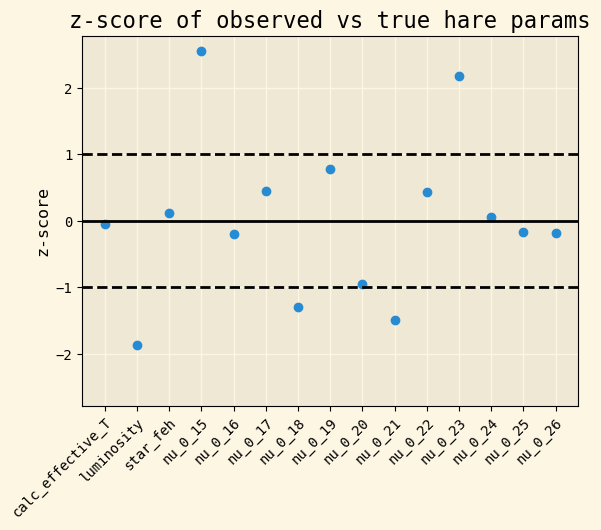 z-score of observed vs true hare params
z-score
2
1
0
−1
−2
calc_effective_T
luminosity
star_feh
nu_0_15
nu_0_16
nu_0_17
nu_0_18
nu_0_19
nu_0_20
nu_0_21
nu_0_22
nu_0_23
nu_0_24
nu_0_25
nu_0_26